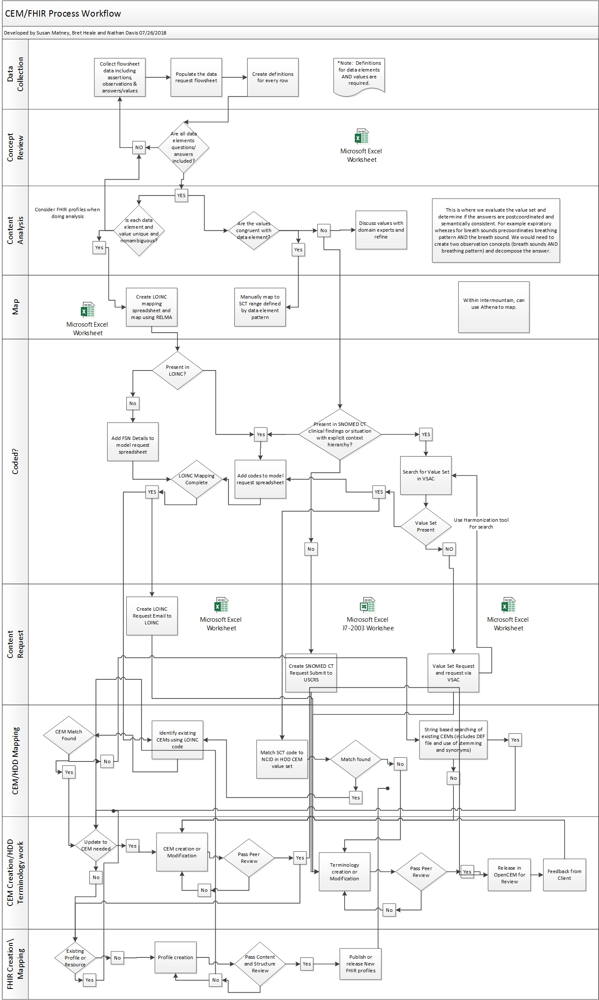 CEM/FHIR Process Workflow
Developed by Susan Matney, Bret Heale and Nathan Davis 07/26/2018
Data
Collection
Collect flowsheet
data including
assertions,
observations &
answers/values
Populate the data
request flowsheet
Create definitions
for every row
*Note: Definitions
for data elements
AND values are
required.
Concept
Review
NO
Are all data
elements
questions/
answers
included?
Microsoft Excel
Worksheet
Content
Analysis
YES
Consider FHIR profiles when
doing analysis
Is each data
element and
value unique and
nonambiguous?
Yes
Are the values
congruent with
data element?
No
Yes
Discuss values with
domain experts and
refine
This is where we evaluate the value set and
determine if the answers are postcoordinated and
semantically consistent. For example expiratory
wheezes for breath sounds precoordinates breathing
pattern AND the breath sound. We would need to
create two observation concepts (breath sounds AND
breathing pattern) and decompose the answer.
Map
Microsoft Excel
Worksheet
Create LOINC
mapping
spreadsheet and
map using RELMA
Manually map to
SCT range defined
by data element
pattern
Within Intermountain, can
use Athena to map.
Coded?
Present in
LOINC?
No
Add FSN Details to
model request
spreadsheet
Yes
Present in SNOMED CT
clinical findings or situation
with explicit context
hierarchy?
YES
LOINC Mapping
Complete
Add codes to model
request spreadsheet
Search for Value Set
in VSAC
YES
YES
Value Set
Present
Use Harmonization tool
For search
No
NO
Content
Request
Create LOINC
Request Email to
LOINC
Microsoft Excel
Worksheet
Microsoft Excel
97-2003 Workshee
Microsoft Excel
Worksheet
Create SNOMED CT
Request Submit to
USCRS
Value Set Request
and request via
VSAC
CEM/HDD Mapping
CEM Match
Found
No
Yes
Identify existing
CEMs using LOINC
code
Match SCT code to
NCID in HDD CEM
value set
Match found
No
Yes
String based searching of
existing CEMs (includes DEF
file and use of stemming
and synonyms)
Yes
No
CEM Creation/HDD
Terminology work
Update to
CEM needed
Yes
No
CEM creation or
Modification
Pass Peer
Review
Yes
No
Terminology
creation or
Modification
Pass Peer
Review
Yes
No
Release in
OpenCEM for
Review
Feedback from
Client
FHIR Creation\
Mapping
Existing
Profile or
Resource
No
Yes
Profile creation
No
Pass Content
and Structure
Review
Yes
Publish or
release New
FHIR profiles